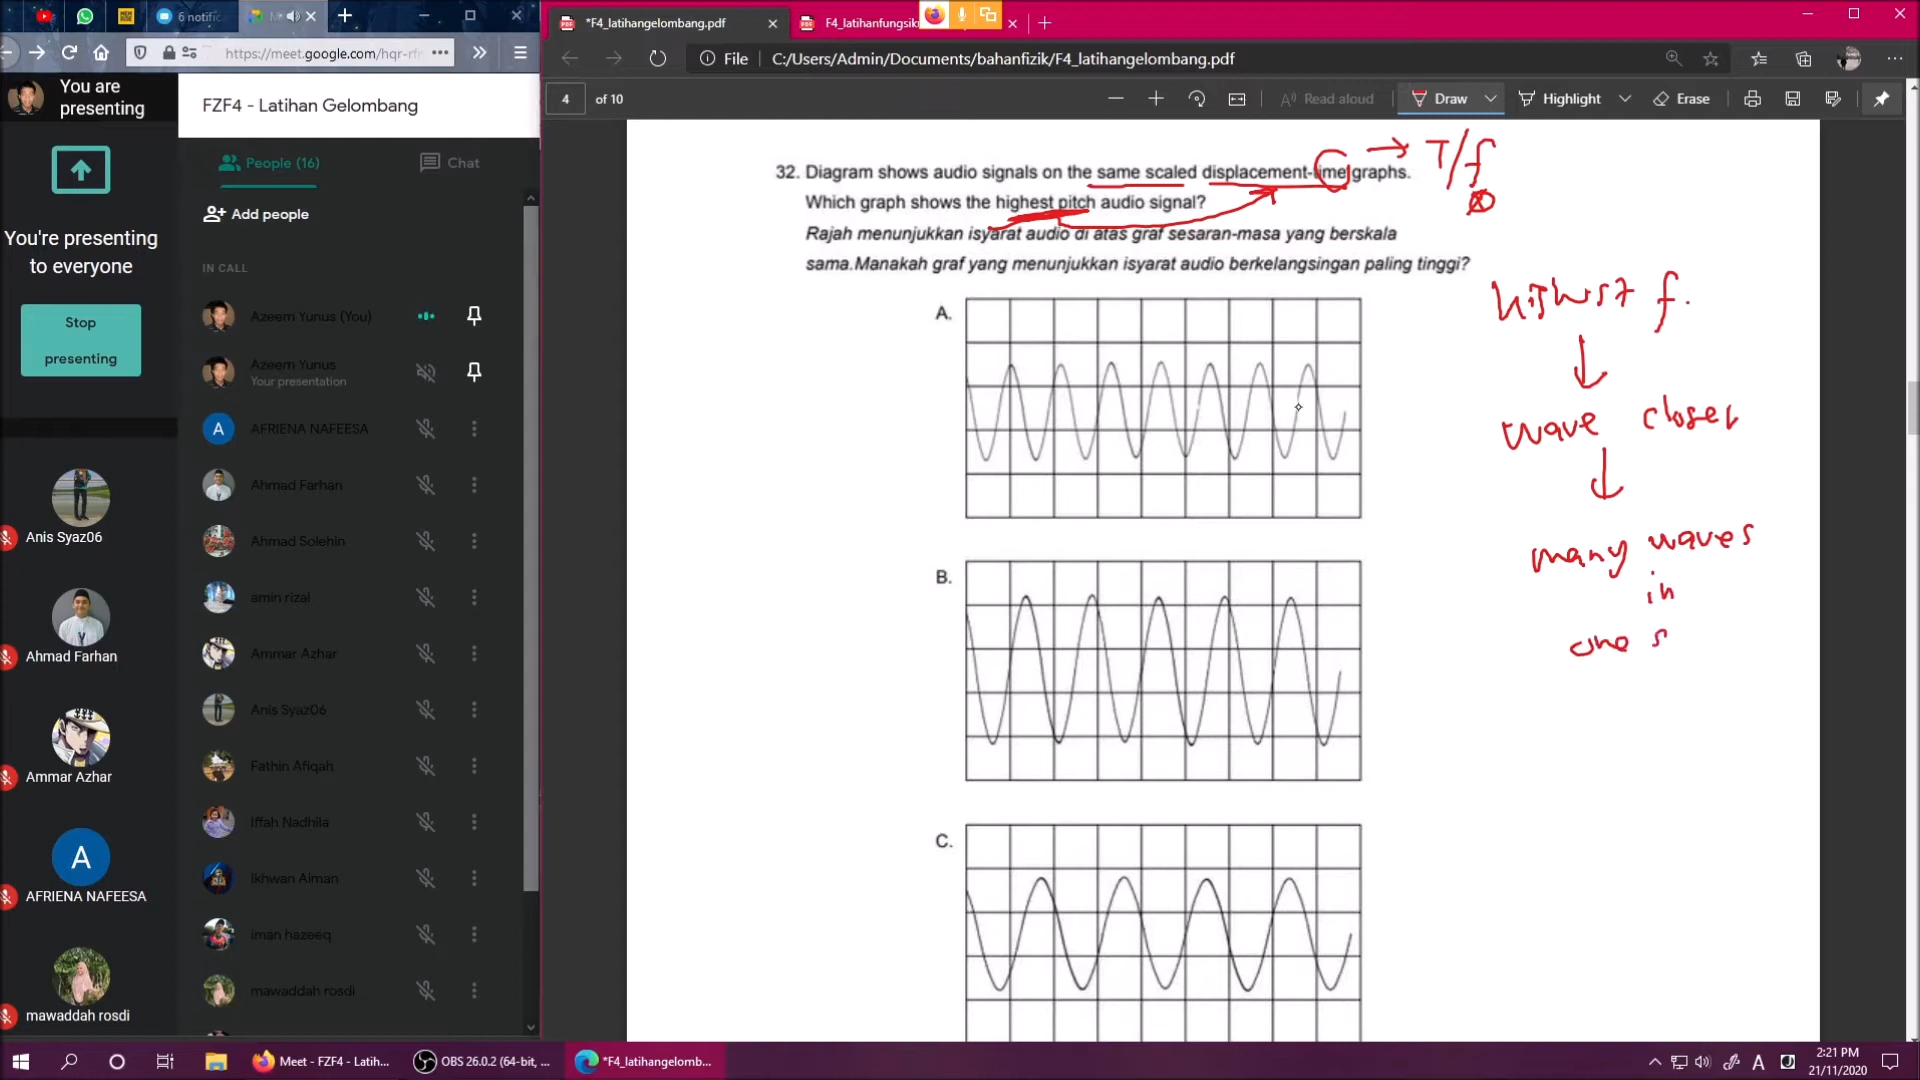 6 notific
M
*F4_latihangelombang.pdf
F4_latihanfungsik
https://meet.google.com/hqr-rf
File
C:/Users/Admin/Documents/bahanfizik/F4_latihangelombang.pdf
You are
presenting
FZF4 - Latihan Gelombang
4
of 10
Read aloud
Draw
Highlight
Erase
People (16)
Chat
Add people
You're presenting
to everyone
IN CALL
Stop
presenting
Azeem Yunus (You)
Azeem Yunus
Your presentation
AFRIENA NAFEESA
Ahmad Farhan
Ahmad Solehin
amin rizal
Ammar Azhar
Anis Syaz06
Fathin Afiqah
Iffah Nadhila
Ikhwan Aiman
iman hazeeq
mawaddah rosdi
A
Anis Syaz06
Ahmad Farhan
Ammar Azhar
A
AFRIENA NAFEESA
mawaddah rosdi
32. Diagram shows audio signals on the same scaled displacement-time graphs.
Which graph shows the highest pitch audio signal?
Rajah menunjukkan isyarat audio di atas graf sesaran-masa yang berskala
sama.Manakah graf yang menunjukkan isyarat audio berkelangsingan paling tinggi?
A.
B.
C.
T/f
highest f.
wave closer
many waves
in
one s
Meet - FZF4 - Latih...
OBS 26.0.2 (64-bit, ...
*F4_latihangelomb...
A
2:21 PM
21/11/2020